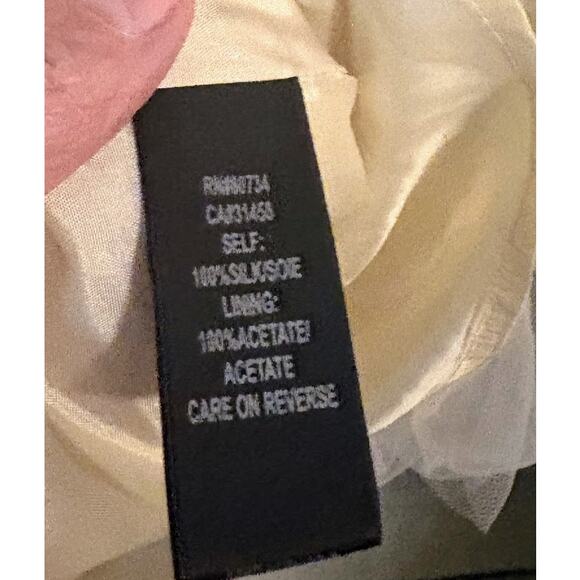 SELF:
100%SILK/SOIE
LINING:
100%ACETATE/
ACETATE
CARE ON REVERSE